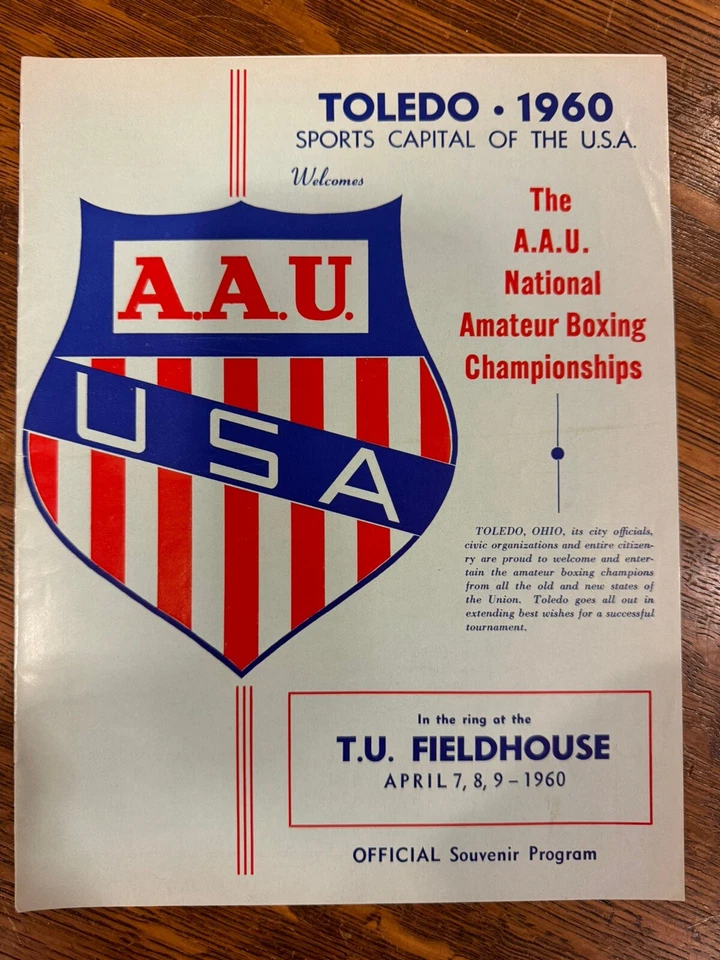 TOLEDO • 1960
SPORTS CAPITAL OF THE U.S.A.
Welcomes
The
A.A.U.
National
Amateur Boxing
Championships
A.A.U.
USA
TOLEDO, OHIO, its city officials,
civic organizations and entire citizen-
ry are proud to welcome and enter-
tain the amateur boxing champions
from all the old and new states of
the Union. Toledo goes all out in
extending best wishes for a successful
tournament.
In the ring at the
T.U. FIELDHOUSE
APRIL 7, 8, 9 – 1960
OFFICIAL Souvenir Program